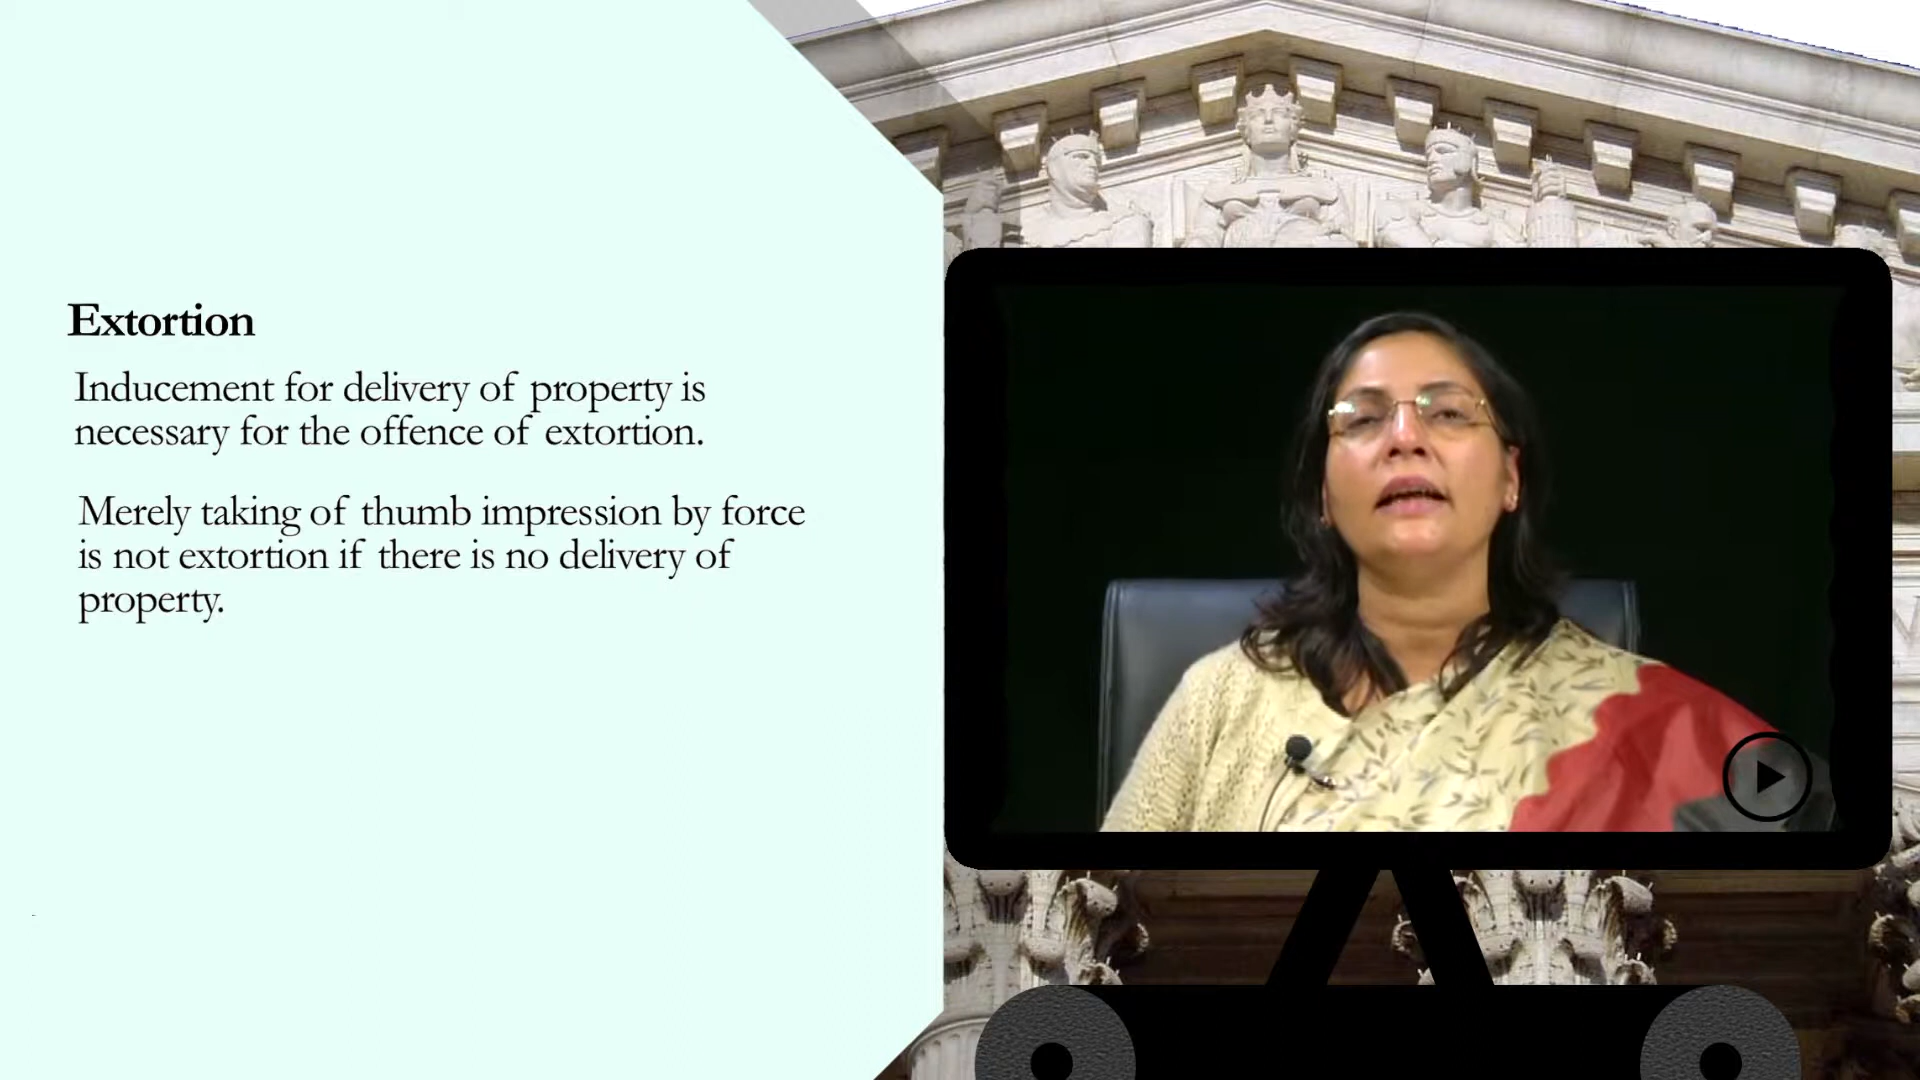 Extortion
Inducement for delivery of property is
necessary for the offence of extortion.
Merely taking of thumb impression by force
is not extortion if there is no delivery of
property.